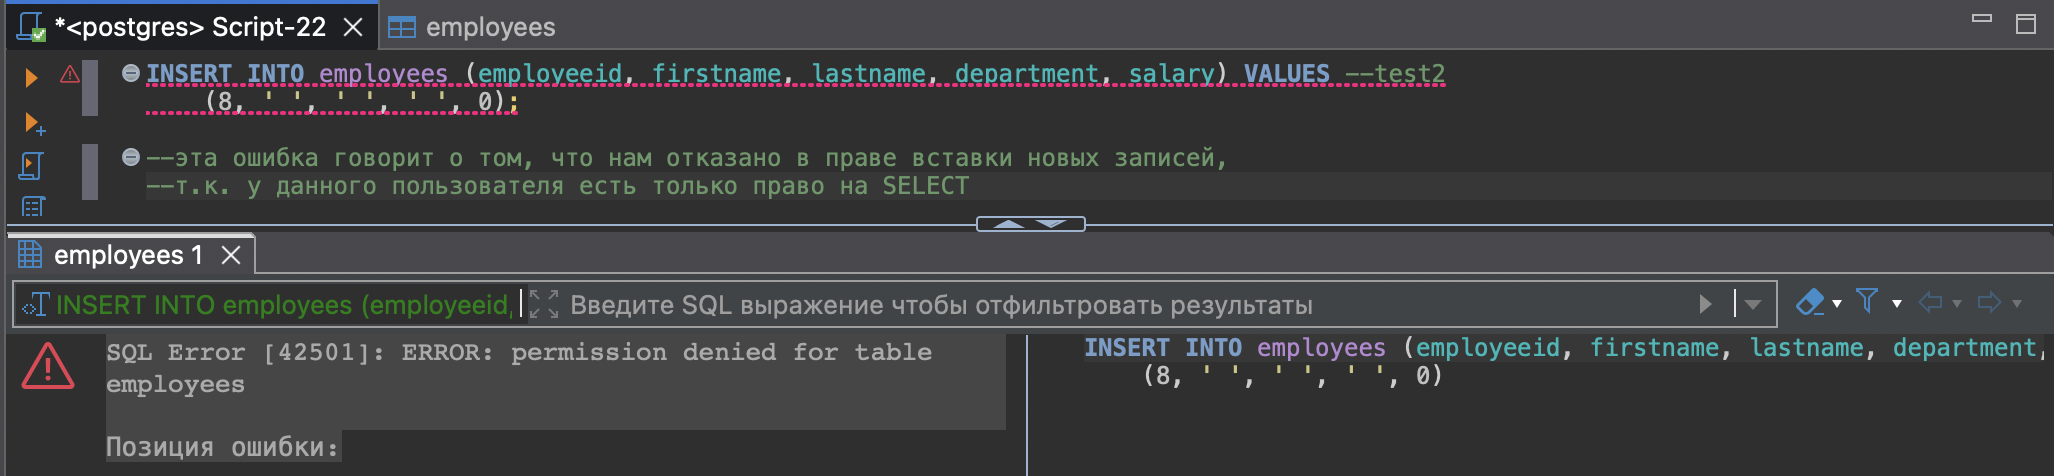 *<postgres> Script-22
employees
INSERT INTO employees (employeeid, firstname, lastname, department, salary) VALUES --test2
(8, ' ', ' ', ' ', 0);
--эта ошибка говорит о том, что нам отказано в праве вставки новых записей,
--т.к. у данного пользователя есть только право на SELECT
employees 1
INSERT INTO employees (employeeid,
Введите SQL выражение чтобы отфильтровать результаты
SQL Error [42501]: ERROR: permission denied for table
employees
Позиция ошибки:
INSERT INTO employees (employeeid, firstname, lastname, department,
(8, ' ', ' ', ' ', 0)